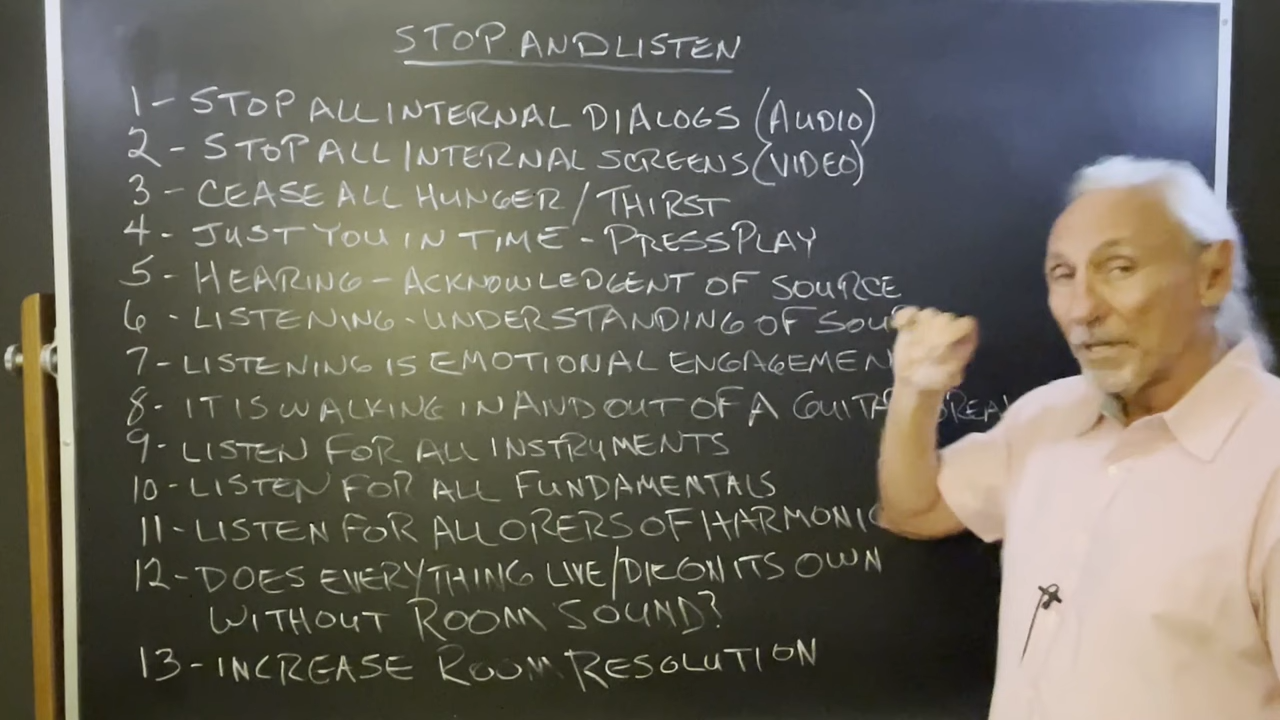 STOP AND LISTEN
1- STOP ALL INTERNAL DIALOGS (AUDIO)
2 - STOP ALL INTERNAL SCREENS (VIDEO)
3 - CEASE ALL HUNGER / THIRST
4 - JUST YOU IN TIME - PRESS PLAY
5 - HEARING - ACKNOWLEDGENT OF SOURCE
6 - LISTENING - UNDERSTANDING OF
7- LISTENING IS EMOTIONAL ENGAGEMEN
8 - IT IS WALKING IN AND OUT OF A
9 - LISTEN FOR ALL INSTRUMENTS
10 - LISTEN FOR ALL FUNDAMENTALS
11 - LISTEN FOR ALL ORERS OF HARMONIC
12 - DOES EVERYTHING LIVE/DIE ON ITS OWN
WITHOUT ROOM SOUND?
13 - INCREASE ROOM RESOLUTION